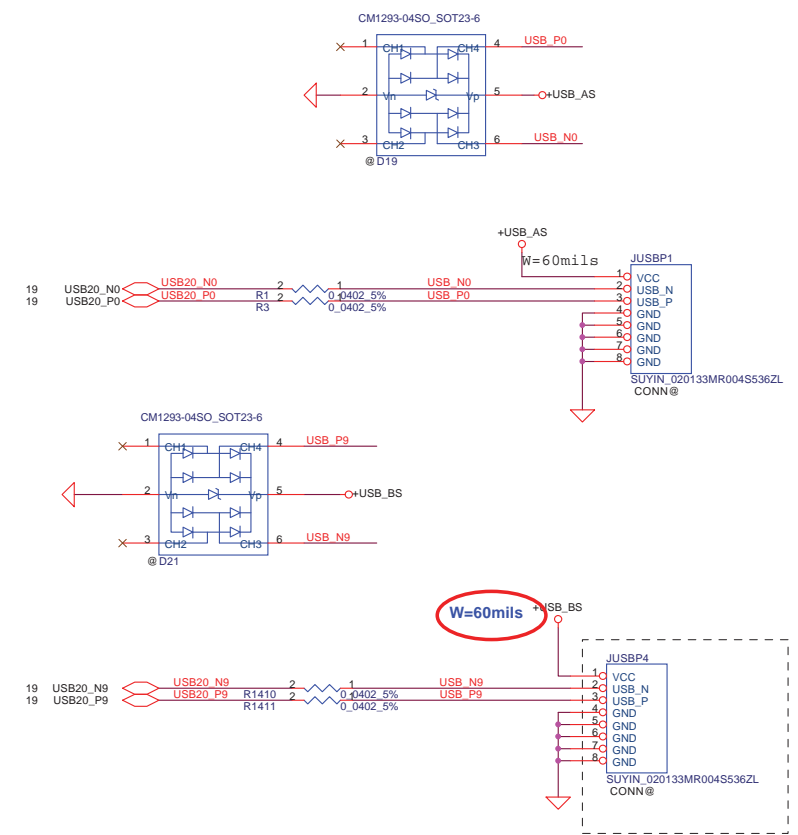 CM1293-04SO_SOT23-6
1 CH1 CH4 4 USB_P0
2 Vn Vp 5 +USB_AS
3 CH2 CH3 6 USB_N0
@ D19
+USB_AS
W=60mils
JUSBP1
1 VCC
19 USB20_N0 USB20_N0 2 1 USB_N0 2 USB_N
19 USB20_P0 USB20_P0 R1 2 1 0_0402_5% USB_P0 3 USB_P
R3 0_0402_5%
4 GND
5 GND
6 GND
7 GND
8 GND
SUYIN_020133MR004S536ZL
CONN@
CM1293-04SO_SOT23-6
1 CH1 CH4 4 USB_P9
2 Vn Vp 5 +USB_BS
3 CH2 CH3 6 USB_N9
@ D21
W=60mils +USB_BS
JUSBP4
1 VCC
19 USB20_N9 USB20_N9 2 1 USB_N9 2 USB_N
19 USB20_P9 USB20_P9 R1410 2 1 0_0402_5% USB_P9 3 USB_P
R1411 0_0402_5%
4 GND
5 GND
6 GND
7 GND
8 GND
SUYIN_020133MR004S536ZL
CONN@